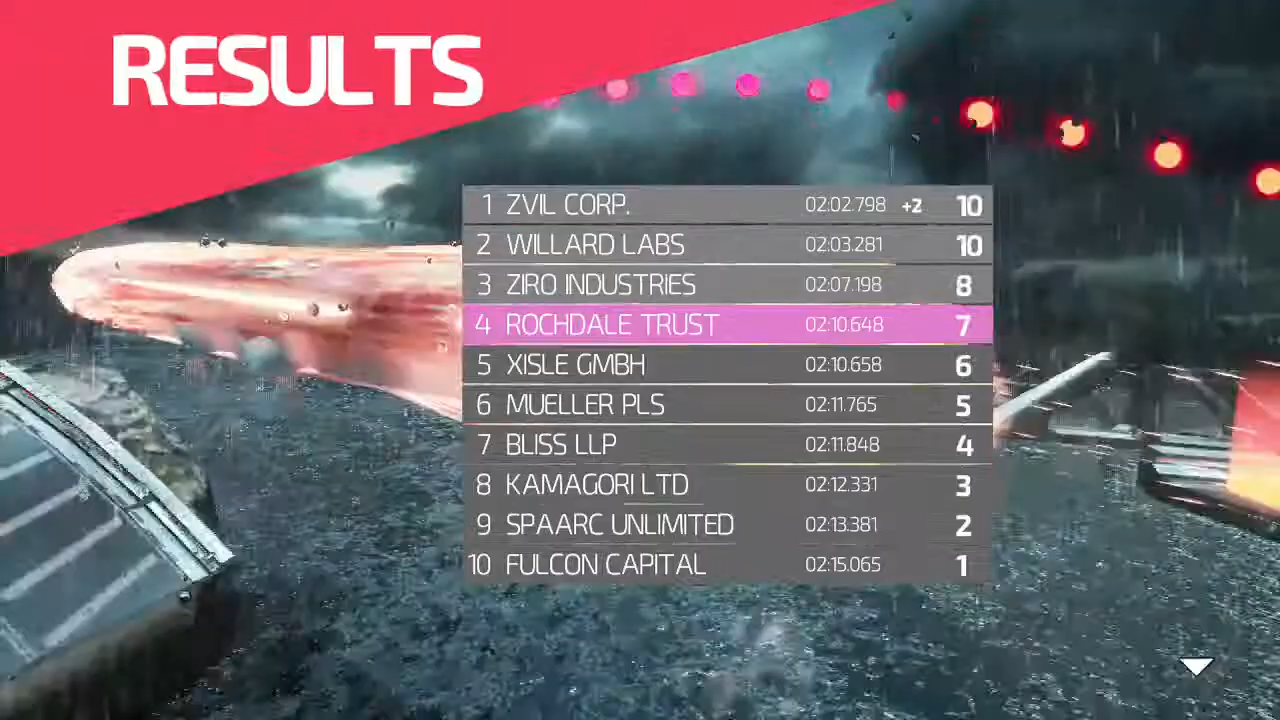 RESULTS
1 ZVIL CORP. 02:02.798 +2 10
2 WILLARD LABS 02:03.281 10
3 ZIRO INDUSTRIES 02:07.198 8
4 ROCHDALE TRUST 02:10.648 7
5 XISLE GMBH 02:10.658 6
6 MUELLER PLS 02:11.765 5
7 BLISS LLP 02:11.848 4
8 KAMAGORI LTD 02:12.331 3
9 SPAARC UNLIMITED 02:13.381 2
10 FULCON CAPITAL 02:15.065 1